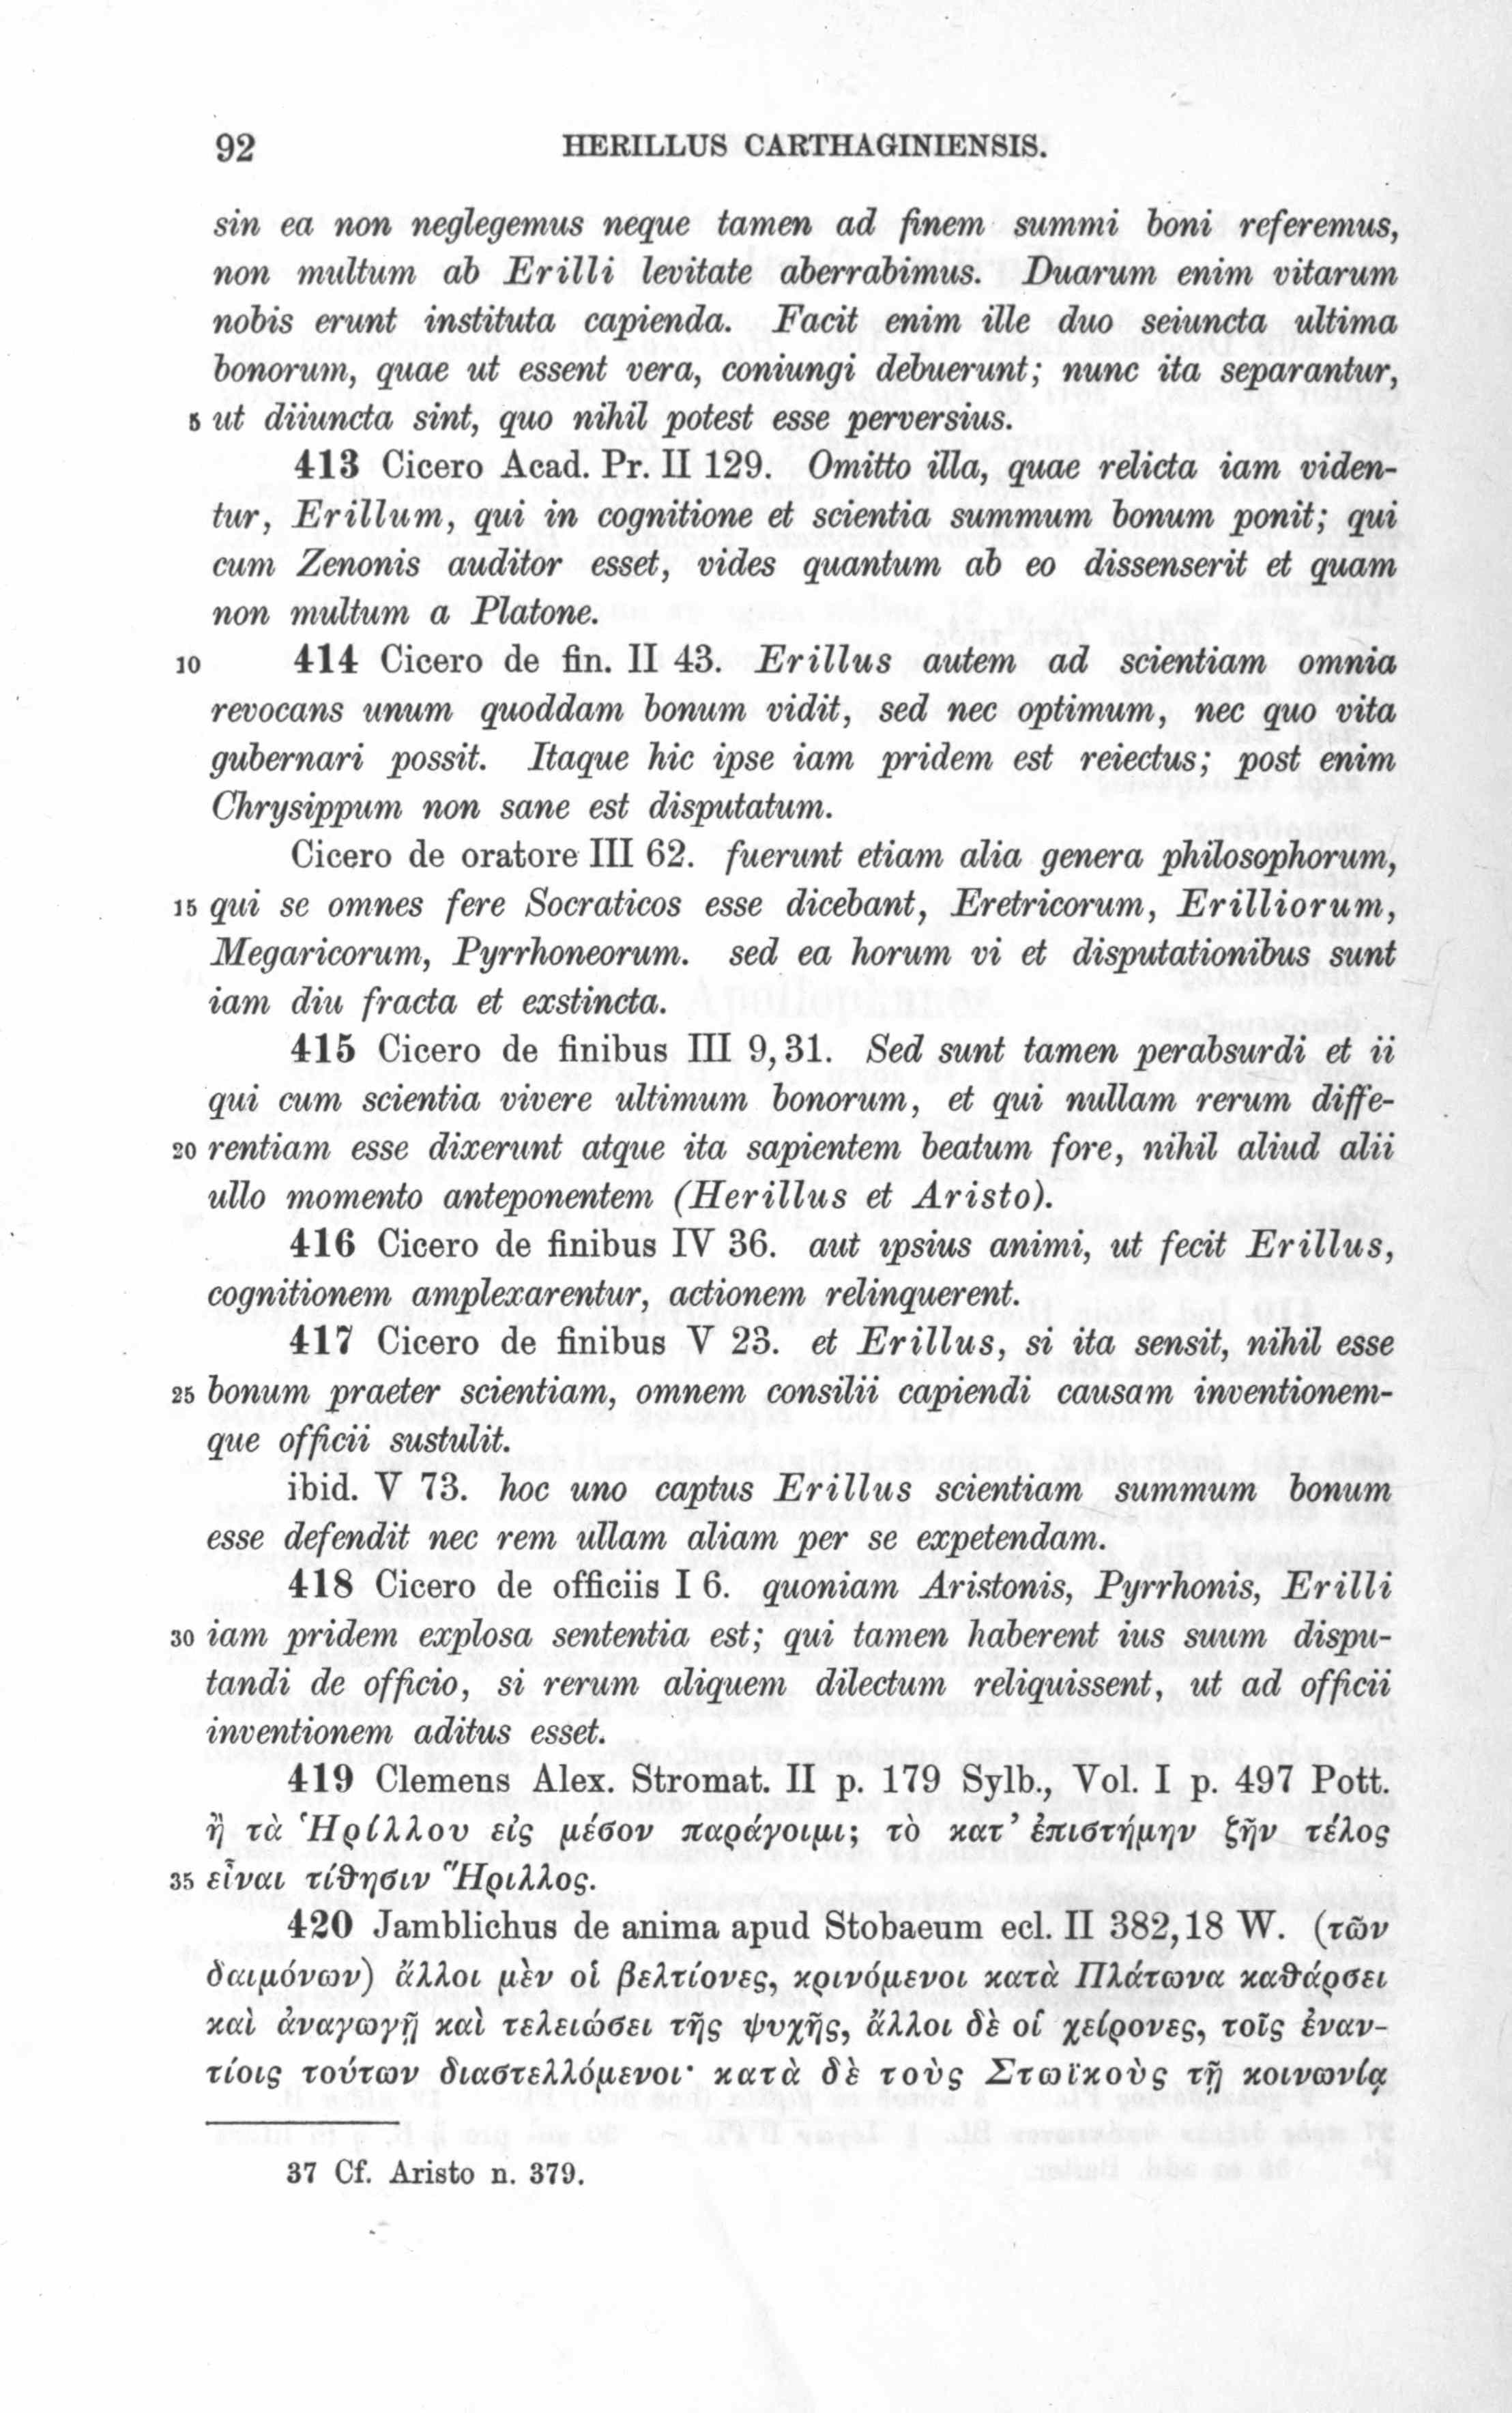 92 HERILLUS CARTHAGINIENSIS.
sin ea non neglegemus neque tamen ad finem summi boni referemus,
non multum ab Erilli levitate aberrabimus. Duarum enim vitarum
nobis erunt instituta capienda. Facit enim ille duo seiuncta ultima
bonorum, quae ut essent vera, coniungi debuerunt; nunc ita separantur,
5 ut diiuncta sint, quo nihil potest esse perversius.
413 Cicero Acad. Pr. II 129. Omitto illa, quae relicta iam viden-
tur, Erillum, qui in cognitione et scientia summum bonum ponit; qui
cum Zenonis auditor esset, vides quantum ab eo dissenserit et quam
non multum a Platone.
10 414 Cicero de fin. II 43. Erillus autem ad scientiam omnia
revocans unum quoddam bonum vidit, sed nec optimum, nec quo vita
gubernari possit. Itaque hic ipse iam pridem est reiectus; post enim
Chrysippum non sane est disputatum.
Cicero de oratore III 62. fuerunt etiam alia genera philosophorum,
15 qui se omnes fere Socraticos esse dicebant, Eretricorum, Erilliorum,
Megaricorum, Pyrrhoneorum. sed ea horum vi et disputationibus sunt
iam diu fracta et exstincta.
415 Cicero de finibus III 9,31. Sed sunt tamen perabsurdi et ii
qui cum scientia vivere ultimum bonorum, et qui nullam rerum diffe-
20 rentiam esse dixerunt atque ita sapientem beatum fore, nihil aliud alii
ullo momento anteponentem (Herillus et Aristo).
416 Cicero de finibus IV 36. aut ipsius animi, ut fecit Erillus,
cognitionem amplexarentur, actionem relinquerent.
417 Cicero de finibus V 23. et Erillus, si ita sensit, nihil esse
25 bonum praeter scientiam, omnem consilii capiendi causam inventionem-
que officii sustulit.
ibid. V 73. hoc uno captus Erillus scientiam summum bonum
esse defendit nec rem ullam aliam per se expetendam.
418 Cicero de officiis I 6. quoniam Aristonis, Pyrrhonis, Erilli
30 iam pridem explosa sententia est; qui tamen haberent ius suum dispu-
tandi de officio, si rerum aliquem dilectum reliquissent, ut ad officii
inventionem aditus esset.
419 Clemens Alex. Stromat. II p. 179 Sylb., Vol. I p. 497 Pott.
ἢ τὰ Ἡρίλλου εἰς μέσον παράγοιμι; τὸ κατ’ ἐπιστήμην ζῆν τέλος
35 εἶναι τίθησιν Ἥριλλος.
420 Jamblichus de anima apud Stobaeum ecl. II 382,18 W. (τῶν
δαιμόνων) ἄλλοι μὲν οἱ βελτίονες, κρινόμενοι κατὰ Πλάτωνα καθάρσει
καὶ ἀναγωγῇ καὶ τελειώσει τῆς ψυχῆς, ἄλλοι δὲ οἱ χείρονες, τοῖς ἐναν-
τίοις τούτων διαστελλόμενοι· κατὰ δὲ τοὺς Στωϊκοὺς τῇ κοινωνίᾳ
37 Cf. Aristo n. 379.